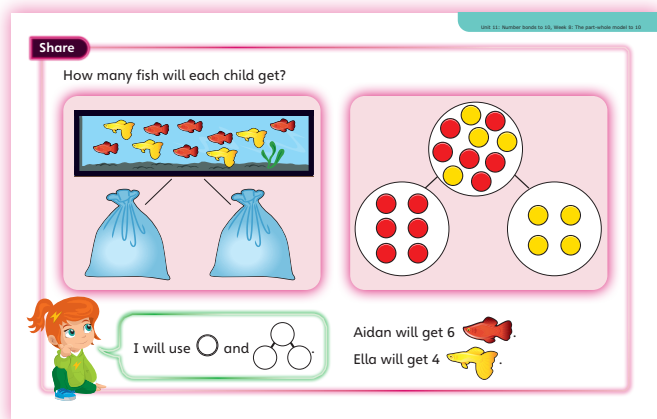 Unit 11: Number bonds to 10, Week 8: The part-whole model to 10
Share
How many fish will each child get?
I will use and .
Aidan will get 6 .
Ella will get 4 .